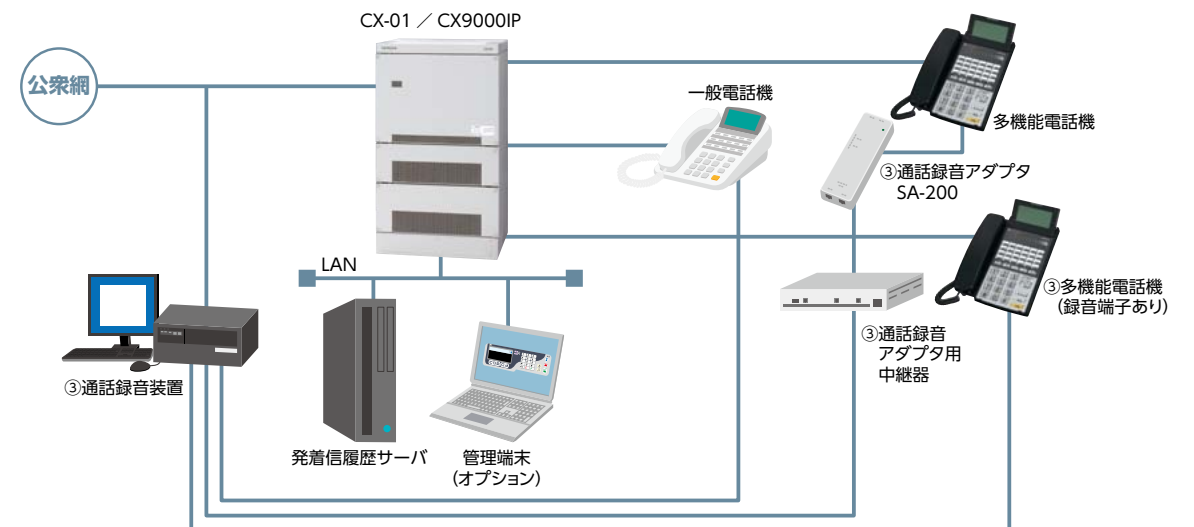 CX-01 ／ CX9000IP
公衆網
一般電話機
多機能電話機
③通話録音アダプタ
SA-200
LAN
③多機能電話機
（録音端子あり）
③通話録音
アダプタ用
中継器
③通話録音装置
発着信履歴サーバ
管理端末
（オプション）